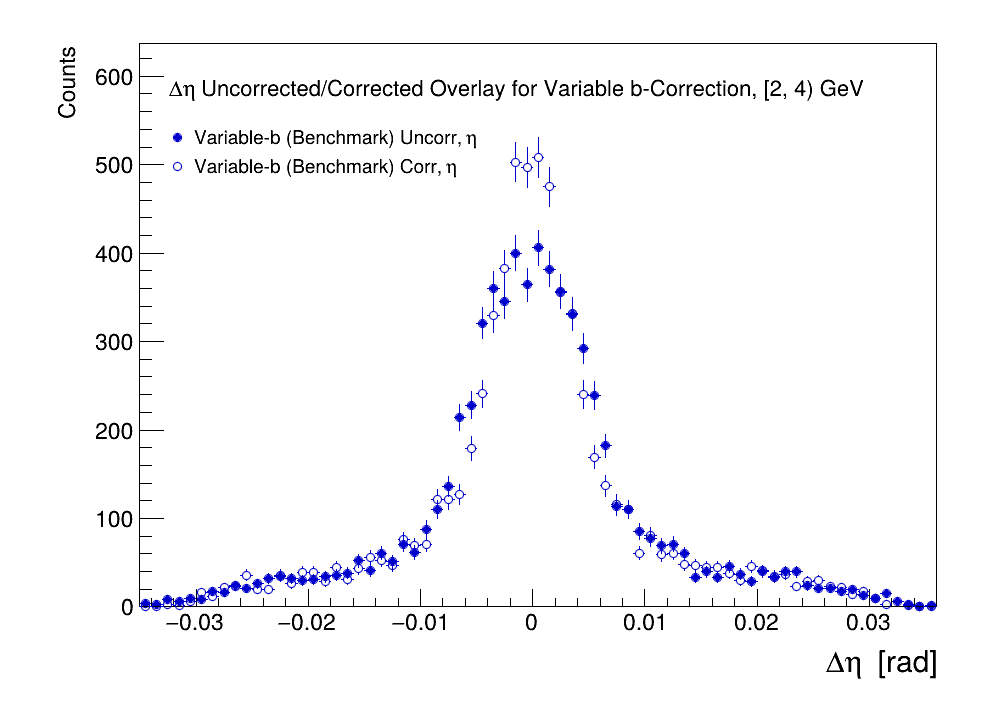 Counts
600
500
400
300
200
100
0
Δη Uncorrected/Corrected Overlay for Variable b-Correction, [2, 4) GeV
Variable-b (Benchmark) Uncorr, η
Variable-b (Benchmark) Corr, η
−0.03 −0.02 −0.01 0 0.01 0.02 0.03
Δη [rad]